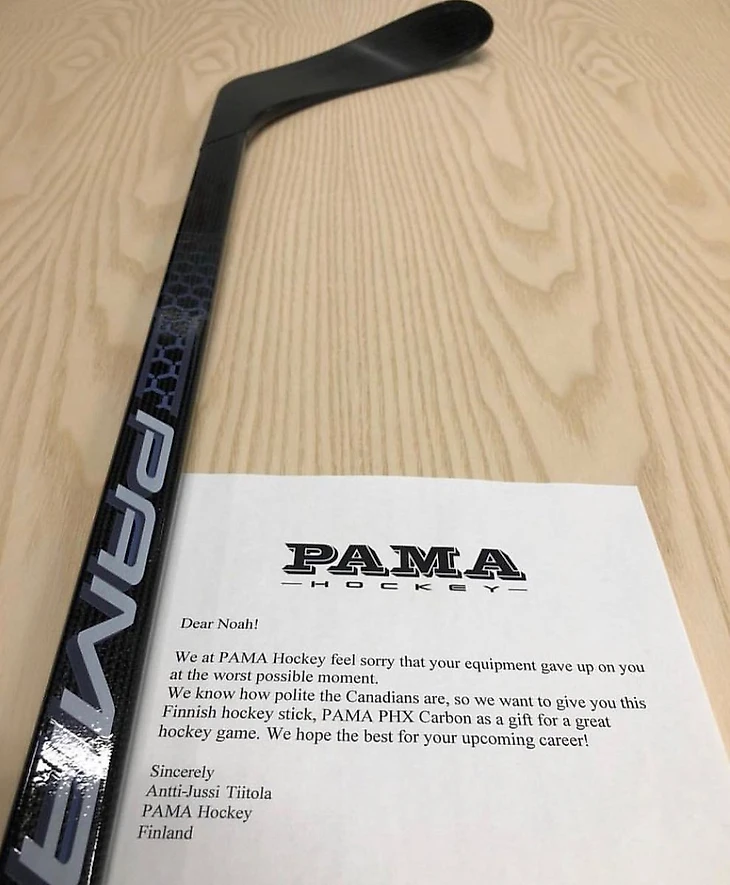 PAMA
PAMA
HOCKEY
Dear Noah!
We at PAMA Hockey feel sorry that your equipment gave up on you
at the worst possible moment.
We know how polite the Canadians are, so we want to give you this
Finnish hockey stick, PAMA PHX Carbon as a gift for a great
hockey game. We hope the best for your upcoming career!
Sincerely
Antti-Jussi Tiitola
PAMA Hockey
Finland